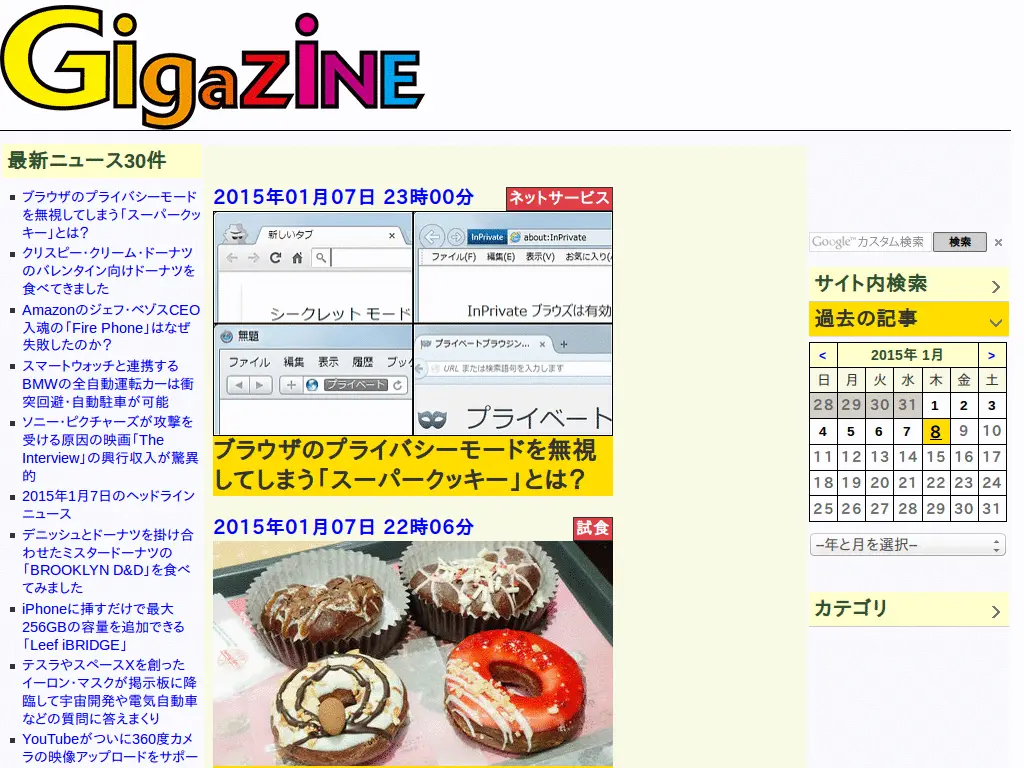 GIGAZINE
最新ニュース30件
ブラウザのプライバシーモード
を無視してしまう「スーパークッ
キー」とは？
クリスピー・クリーム・ドーナツ
のバレンタイン向けドーナツを
食べてきました
Amazonのジェフ・ベゾスCEO
入魂の「Fire Phone」はなぜ
失敗したのか？
スマートウォッチと連携する
BMWの全自動運転カーは衝
突回避・自動駐車が可能
ソニー・ピクチャーズが攻撃を
受ける原因の映画「The
Interview」の興行収入が驚異
的
2015年1月7日のヘッドライン
ニュース
デニッシュとドーナツを掛け合
わせたミスタードーナツの
「BROOKLYN D&D」を食べ
てみました
iPhoneに挿すだけで最大
256GBの容量を追加できる
「Leef iBRIDGE」
テスラやスペースXを創った
イーロン・マスクが掲示板に降
臨して宇宙開発や電気自動車
などの質問に答えまくり
YouTubeがついに360度カメ
ラの映像アップロードをサポー
2015年01月07日 23時00分
ネットサービス
新しいタブ ×
シークレット モード
InPrivate about:InPrivate
ファイル(F) 編集(E) 表示(V) お気に入り(
InPrivate ブラウズは有効
無題
ファイル 編集 表示 履歴 ブッ
プライベート
プライベートブラウジン... × +
URL または検索語句を入力します
プライベート
ブラウザのプライバシーモードを無視
してしまう「スーパークッキー」とは？
2015年01月07日 22時06分
試食
Google™ カスタム検索 検索 ×
サイト内検索
過去の記事
< 2015年 1月 >
日 月 火 水 木 金 土
28 29 30 31 1 2 3
4 5 6 7 8 9 10
11 12 13 14 15 16 17
18 19 20 21 22 23 24
25 26 27 28 29 30 31
--年と月を選択--
カテゴリ